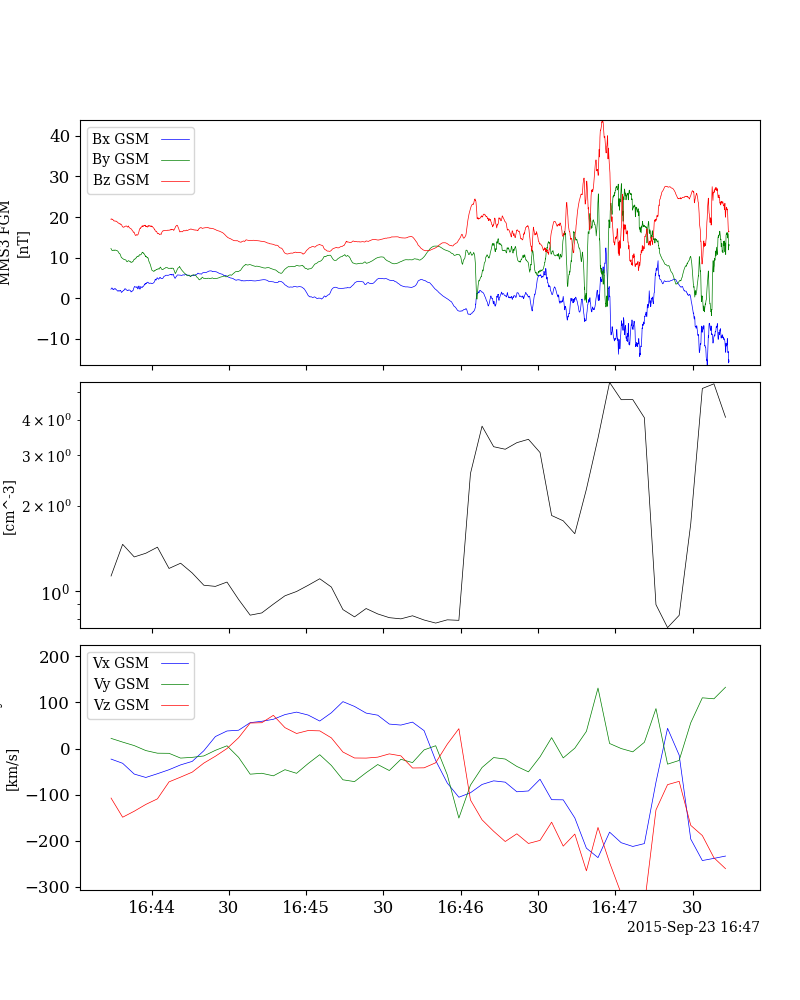 40
30
20
10
0
−10
MMS3 FGM
[nT]
Bx GSM
By GSM
Bz GSM
4 × 10⁰
3 × 10⁰
2 × 10⁰
10⁰
[cm^-3]
200
100
0
−100
−200
−300
[km/s]
Vx GSM
Vy GSM
Vz GSM
16:44 30 16:45 30 16:46 30 16:47 30
2015-Sep-23 16:47